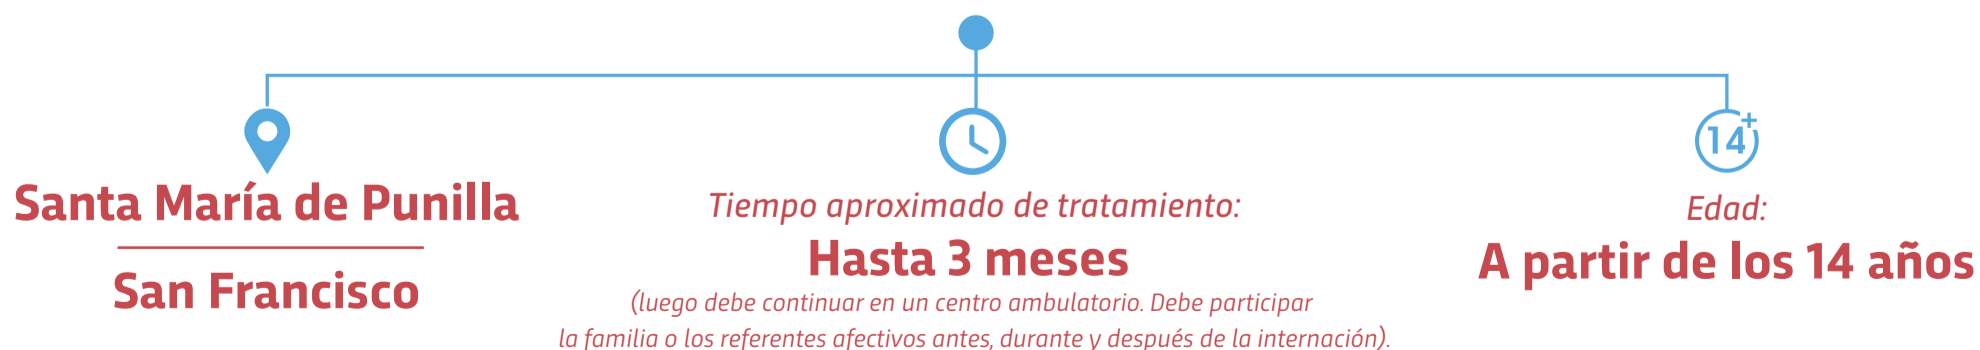 Santa María de Punilla
San Francisco
Tiempo aproximado de tratamiento:
Hasta 3 meses
(luego debe continuar en un centro ambulatorio. Debe participar
la familia o los referentes afectivos antes, durante y después de la internación).
14+
Edad:
A partir de los 14 años